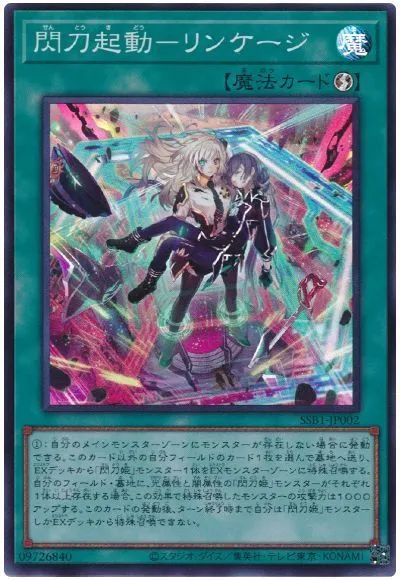 閃刀起動－リンケージ
魔
【魔法カード】
SSB1-JP002
①：自分のメインモンスターゾーンにモンスターが存在しない場合に発動
できる。このカード以外の自分フィールドのカード１枚を選んで墓地へ送り、
EXデッキから「閃刀姫」モンスター１体をEXモンスターゾーンに特殊召喚する。
自分のフィールド・墓地に、光属性と闇属性の「閃刀姫」モンスターがそれぞれ
１体以上存在する場合、この効果で特殊召喚したモンスターの攻撃力は１０００
アップする。このカードの発動後、ターン終了時まで自分は「閃刀姫」モンスター
しかEXデッキから特殊召喚できない。
09726840
©スタジオ・ダイス／集英社・テレビ東京・KONAMI